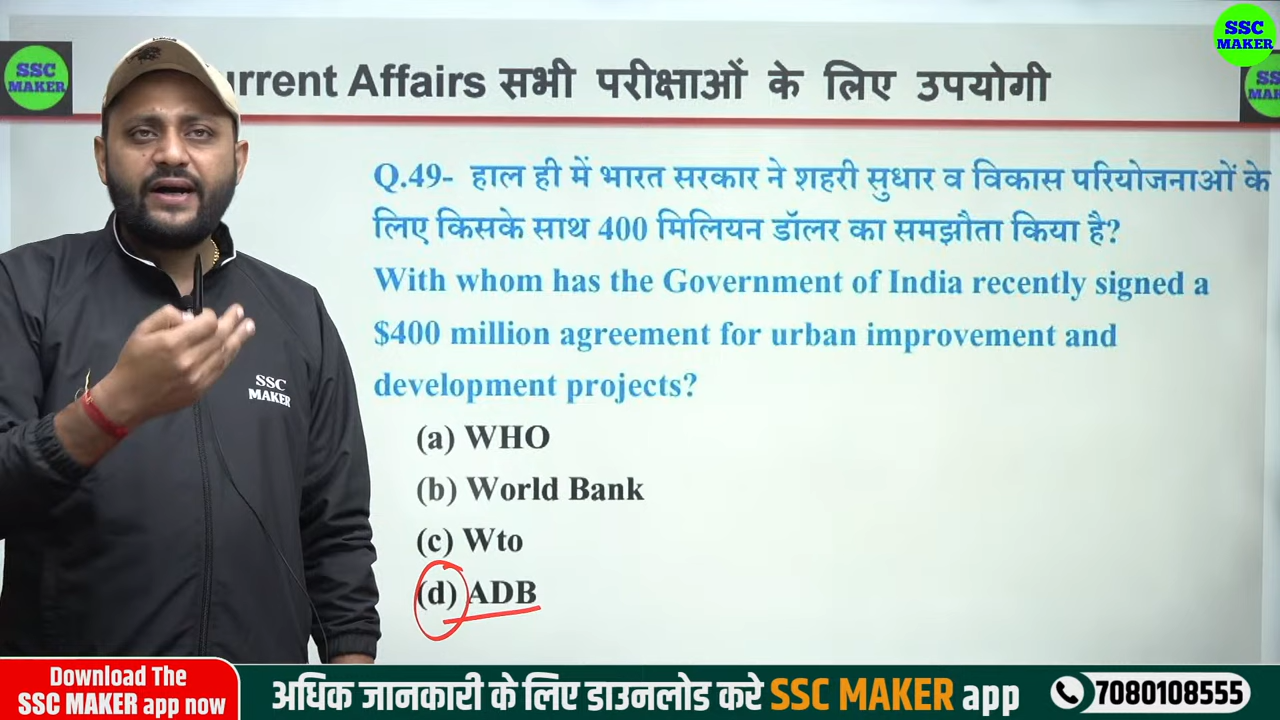 SSC
MAKER
SSC
MAKER
urrent Affairs सभी परीक्षाओं के लिए उपयोगी
Q.49- हाल ही में भारत सरकार ने शहरी सुधार व विकास परियोजनाओं के
लिए किसके साथ 400 मिलियन डॉलर का समझौता किया है?
With whom has the Government of India recently signed a
$400 million agreement for urban improvement and
development projects?
SSC
MAKER
(a) WHO
(b) World Bank
(c) Wto
(d) ADB
Download The
SSC MAKER app now
अधिक जानकारी के लिए डाउनलोड करे SSC MAKER app
7080108555